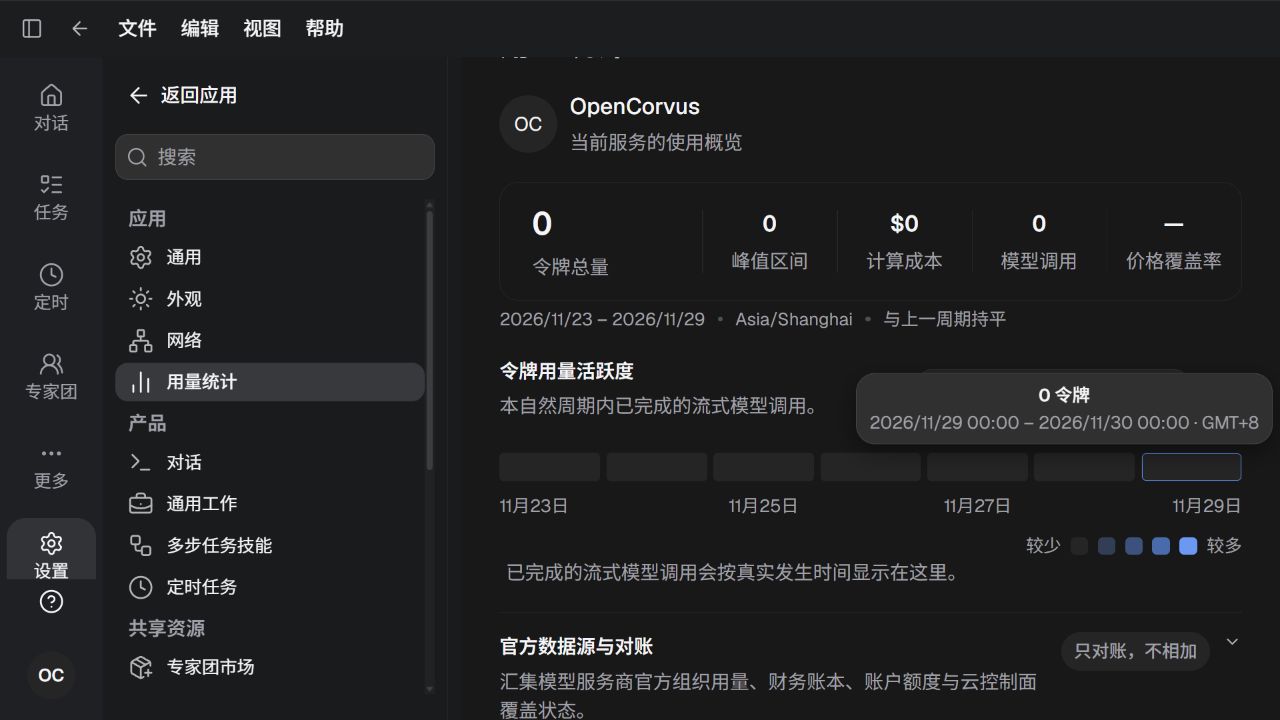 文件 编辑 视图 帮助
对话
任务
定时
专家团
更多
设置
OC
返回应用
搜索
应用
通用
外观
网络
用量统计
产品
对话
通用工作
多步任务技能
定时任务
共享资源
专家团市场
OC
OpenCorvus
当前服务的使用概览
0
令牌总量
0
峰值区间
$0
计算成本
0
模型调用
—
价格覆盖率
2026/11/23 – 2026/11/29 • Asia/Shanghai • 与上一周期持平
令牌用量活跃度
本自然周期内已完成的流式模型调用。
0 令牌
2026/11/29 00:00 – 2026/11/30 00:00 · GMT+8
11月23日 11月25日 11月27日 11月29日
较少 较多
已完成的流式模型调用会按真实发生时间显示在这里。
官方数据源与对账
只对账，不相加
汇集模型服务商官方组织用量、财务账本、账户额度与云控制面
覆盖状态。